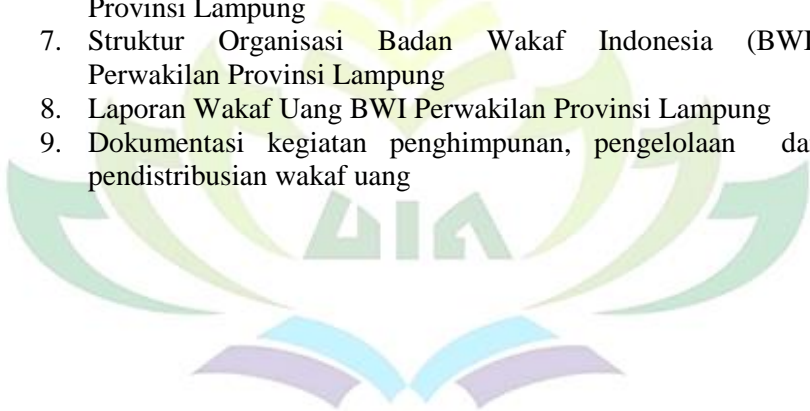 Provinsi Lampung
7. Struktur Organisasi Badan Wakaf Indonesia (BWI
Perwakilan Provinsi Lampung
8. Laporan Wakaf Uang BWI Perwakilan Provinsi Lampung
9. Dokumentasi kegiatan penghimpunan, pengelolaan da
pendistribusian wakaf uang
UIN